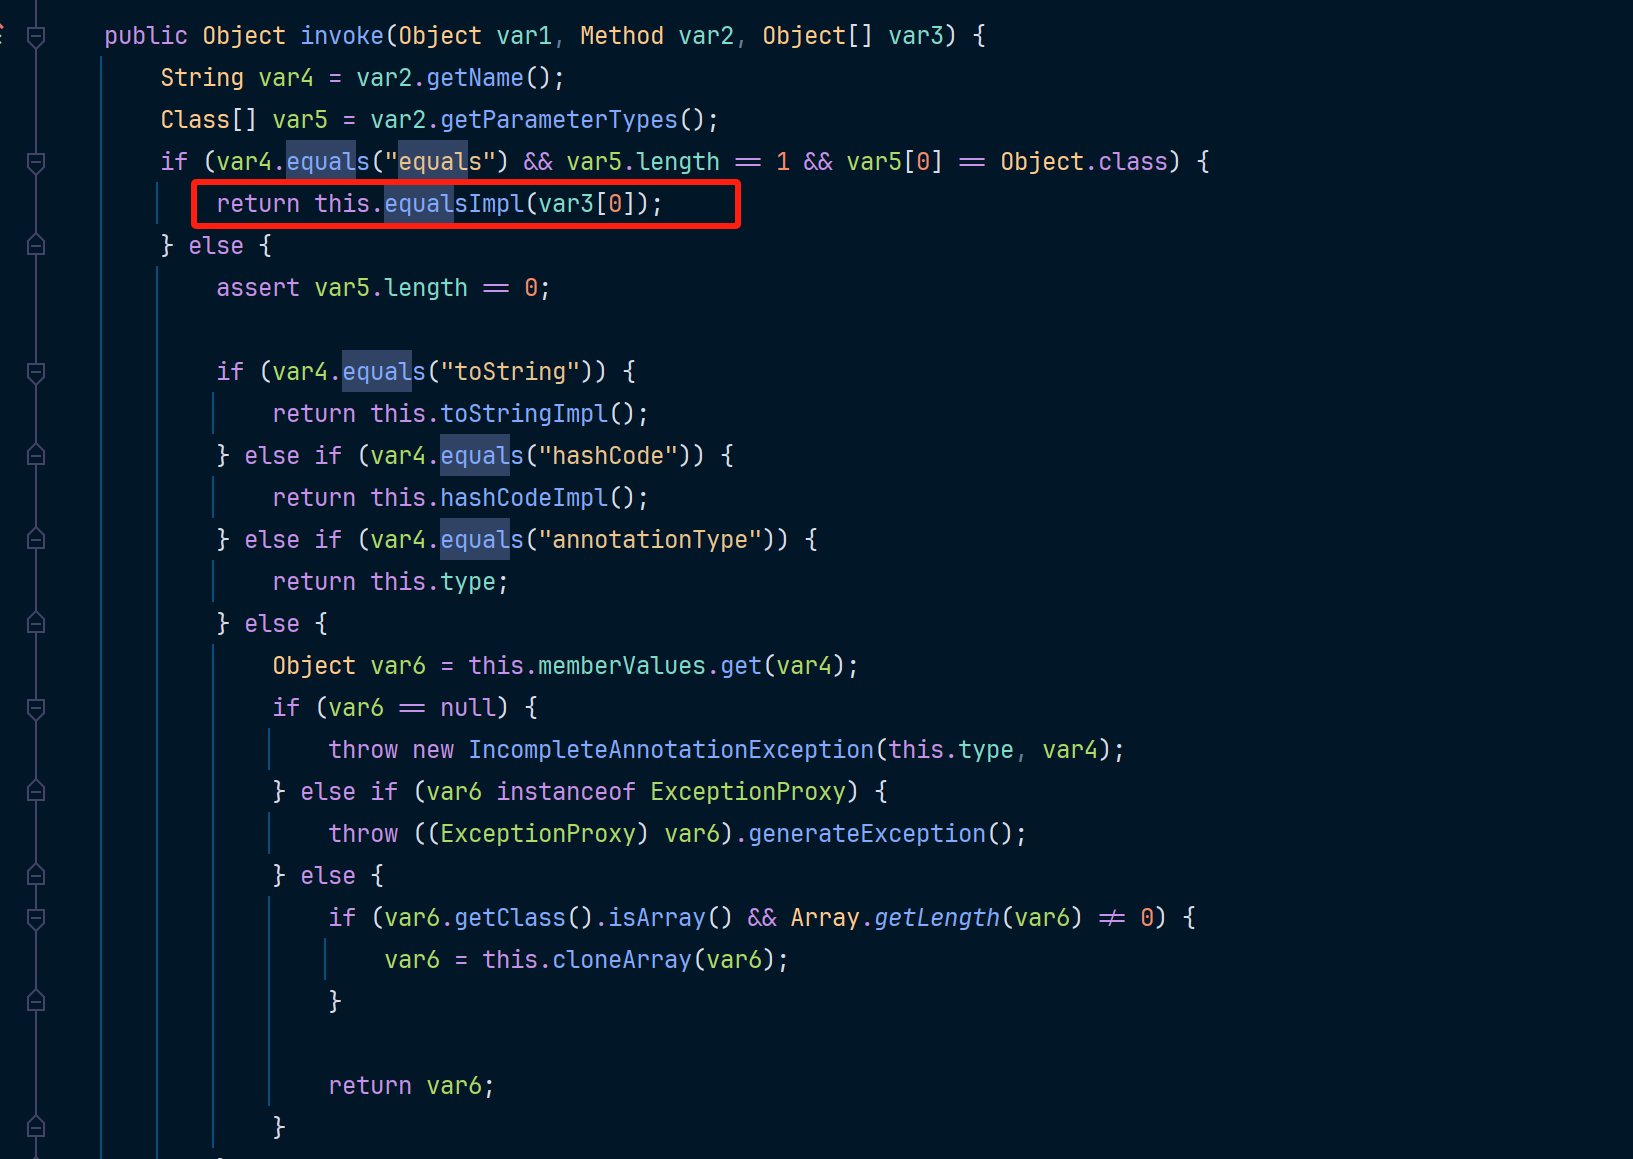 public Object invoke(Object var1, Method var2, Object[] var3) {
String var4 = var2.getName();
Class[] var5 = var2.getParameterTypes();
if (var4.equals("equals") && var5.length == 1 && var5[0] == Object.class) {
return this.equalsImpl(var3[0]);
} else {
assert var5.length == 0;
if (var4.equals("toString")) {
return this.toStringImpl();
} else if (var4.equals("hashCode")) {
return this.hashCodeImpl();
} else if (var4.equals("annotationType")) {
return this.type;
} else {
Object var6 = this.memberValues.get(var4);
if (var6 == null) {
throw new IncompleteAnnotationException(this.type, var4);
} else if (var6 instanceof ExceptionProxy) {
throw ((ExceptionProxy) var6).generateException();
} else {
if (var6.getClass().isArray() && Array.getLength(var6) != 0) {
var6 = this.cloneArray(var6);
}
return var6;
}